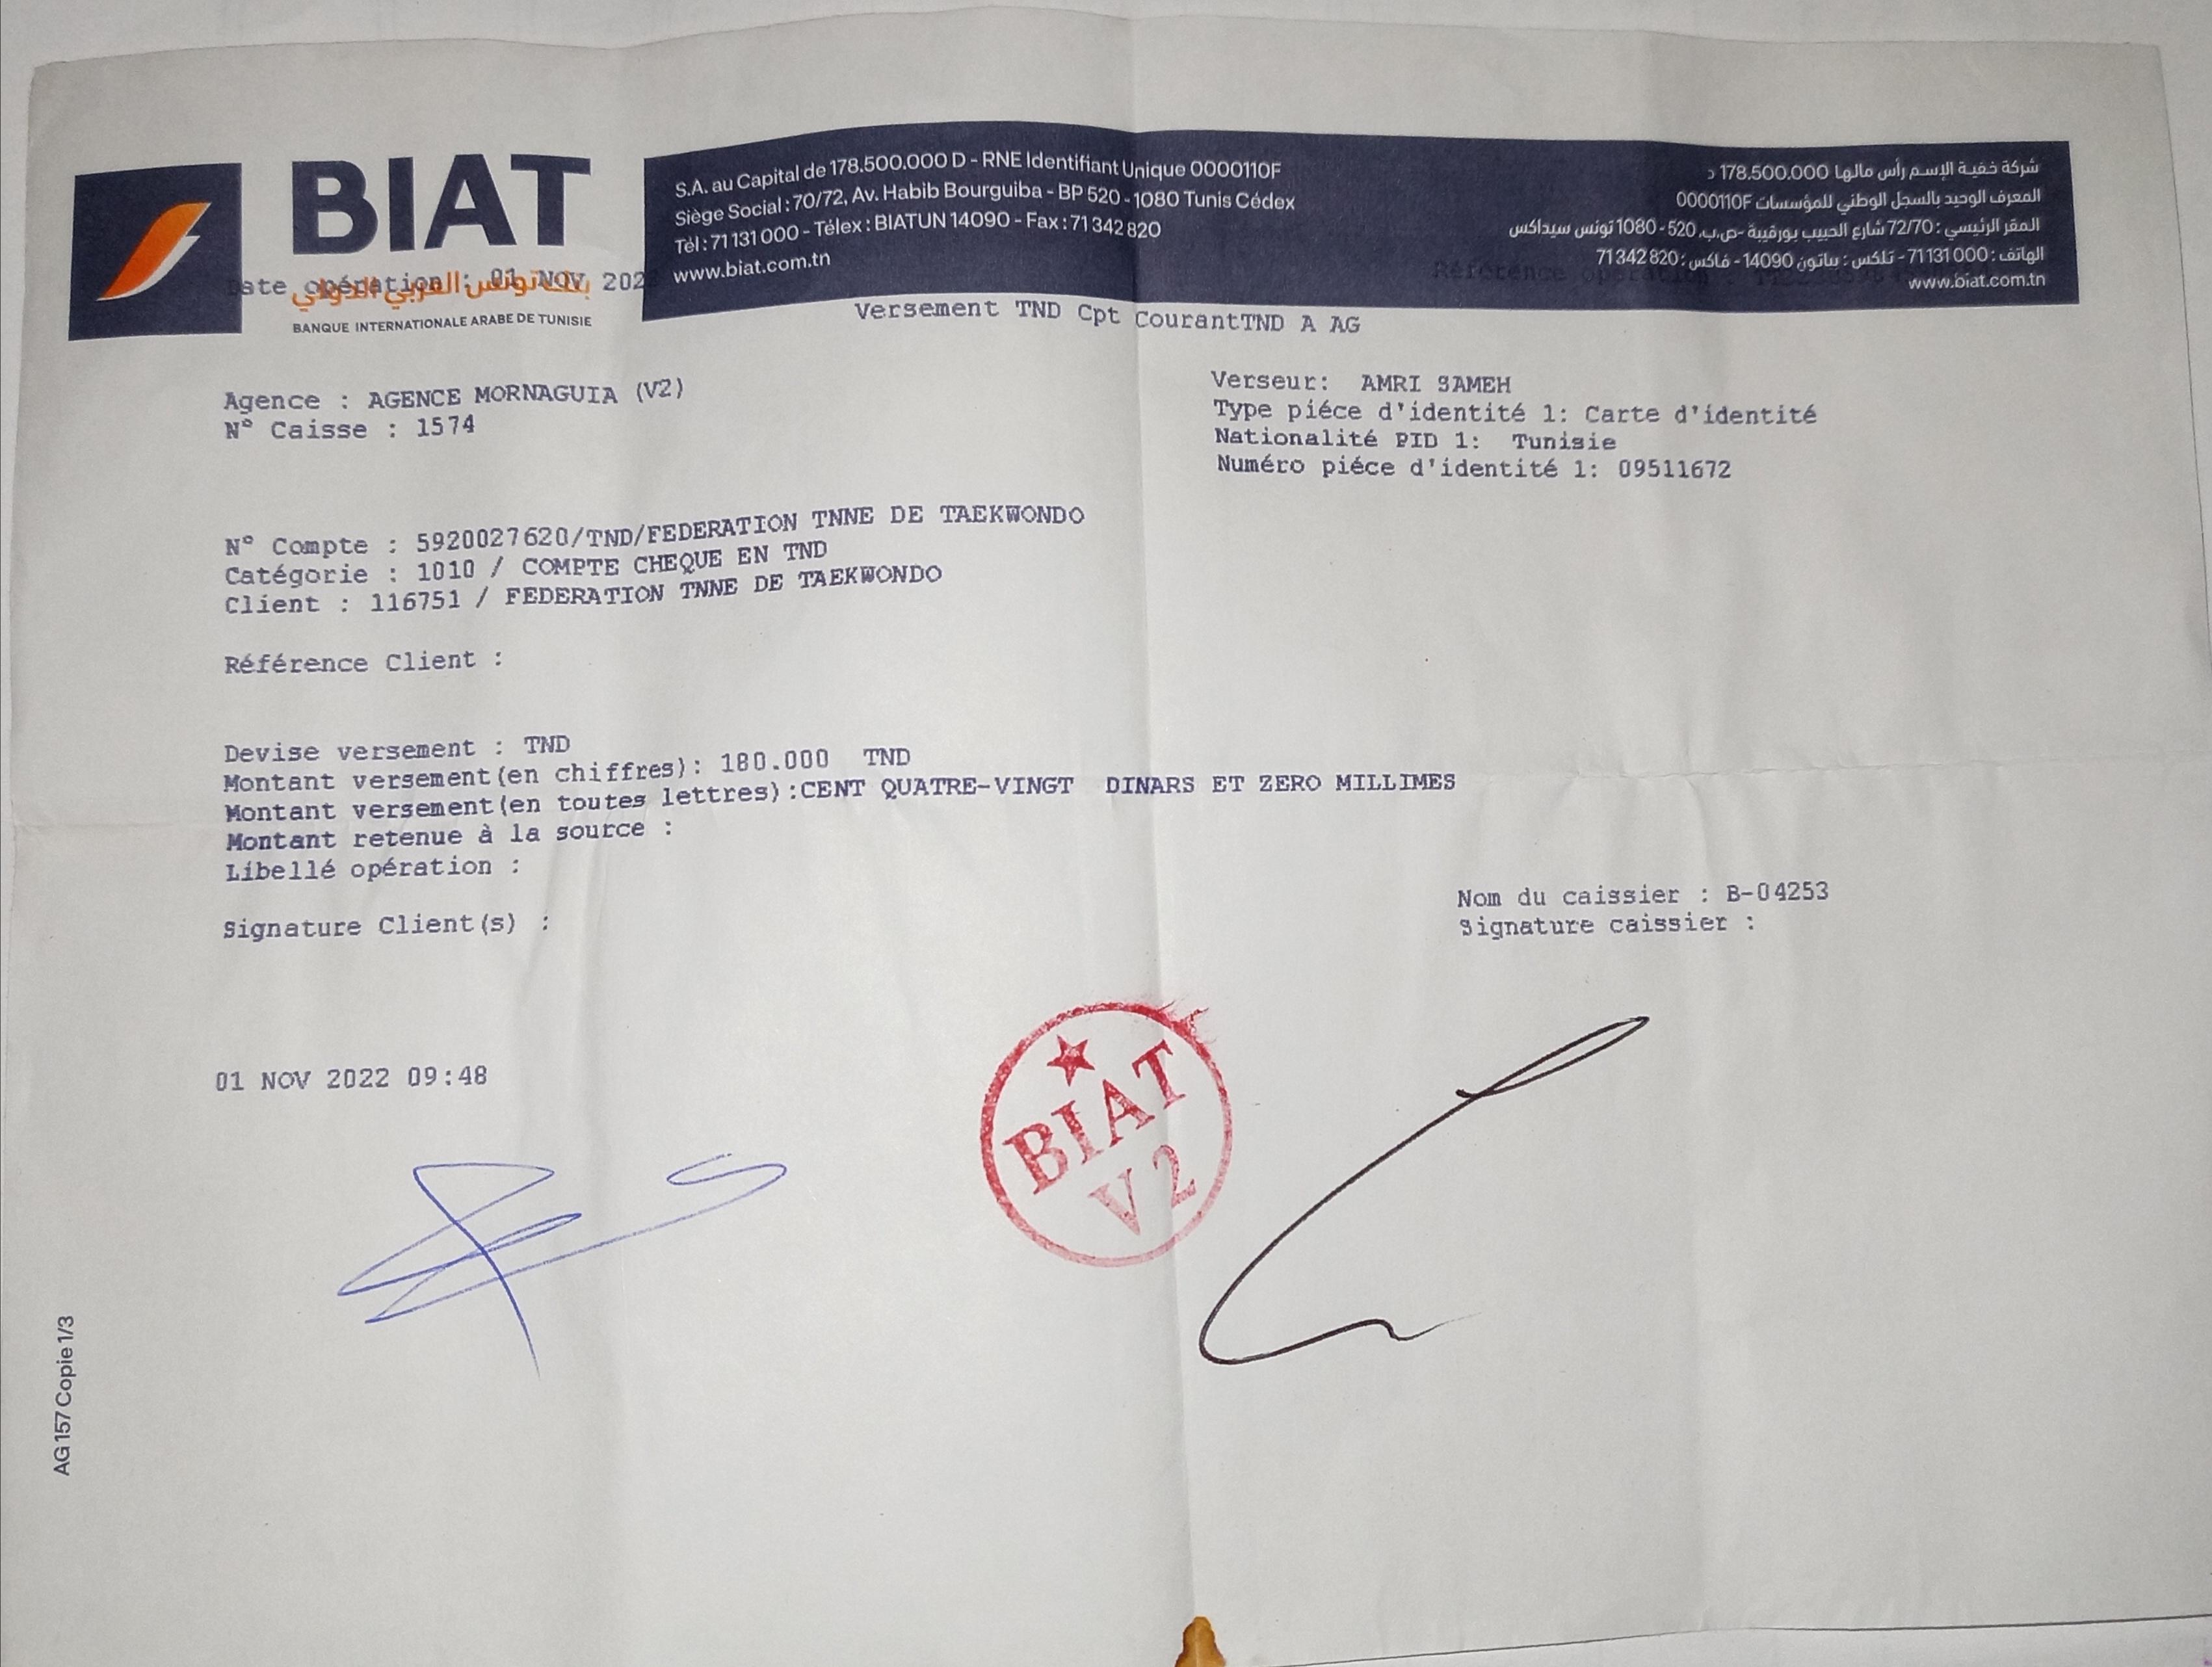 BIAT
بنك تونس العربي الدولي
BANQUE INTERNATIONALE ARABE DE TUNISIE
S.A. au Capital de 178.500.000 D - RNE Identifiant Unique 0000110F
Siège Social : 70/72, Av. Habib Bourguiba - BP 520 - 1080 Tunis Cédex
Tél : 71 131 000 - Télex : BIATUN 14090 - Fax : 71 342 820
www.biat.com.tn
شركة خفية الإسم رأس مالها 178.500.000 د
المعرف الوحيد بالسجل الوطني للمؤسسات 0000110F
المقر الرئيسي : 72/70 شارع الحبيب بورقيبة -ص.ب. 520 - 1080 تونس سيداكس
الهاتف : 71 131 000 - تلكس : بياتون 14090 - فاكس : 71 342 820
www.biat.com.tn
Date opération : 01 NOV 202
Référence opération :
Versement TND Cpt CourantTND A AG
Agence : AGENCE MORNAGUIA (V2)
N° Caisse : 1574
Verseur: AMRI SAMEH
Type piéce d'identité 1: Carte d'identité
Nationalité PID 1: Tunisie
Numéro piéce d'identité 1: 09511672
N° Compte : 5920027620/TND/FEDERATION TNNE DE TAEKWONDO
Catégorie : 1010 / COMPTE CHEQUE EN TND
Client : 116751 / FEDERATION TNNE DE TAEKWONDO
Référence Client :
Devise versement : TND
Montant versement(en chiffres): 180.000 TND
Montant versement(en toutes lettres):CENT QUATRE-VINGT DINARS ET ZERO MILLIMES
Montant retenue à la source :
Libellé opération :
Nom du caissier : B-04253
Signature caissier :
Signature Client(s) :
01 NOV 2022 09:48
BIAT
V2
AG 157 Copie 1/3